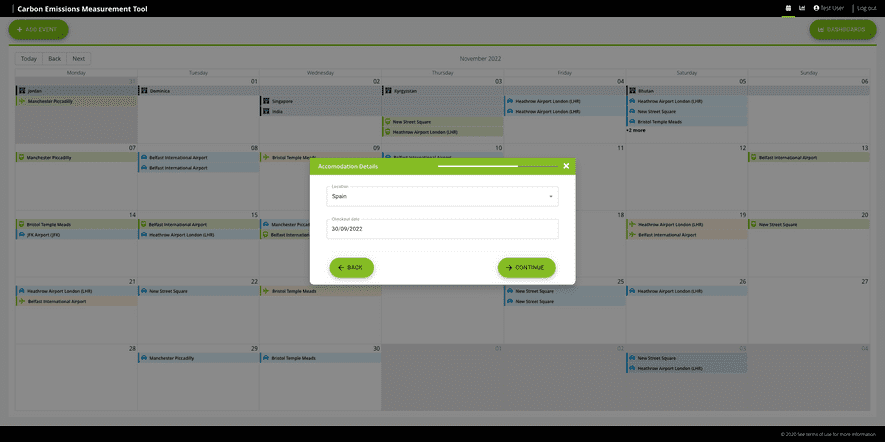 Carbon Emissions Measurement Tool
Test User
Log out
ADD EVENT
DASHBOARD
Today Back Next
November 2022
Monday Tuesday Wednesday Thursday Friday Saturday Sunday
31 01 02 03 04 05 06
Jordan Dominica Kyrgyzstan Bhutan
Manchester Piccadilly Singapore Heathrow Airport London (LHR) Heathrow Airport London (LHR)
India Heathrow Airport London (LHR) New Street Square
New Street Square Bristol Temple Meads
Heathrow Airport London (LHR) +2 more
07 08 09 10 11 12 13
Manchester Piccadilly Belfast International Airport Bristol Temple Meads Belfast International Airport Belfast International Airport
Belfast International Airport
Accomodation Details
Location
Spain
Checkout date
30/09/2022
BACK
CONTINUE
14 15 18 19 20
Bristol Temple Meads Belfast International Airport Manchester Piccadilly Heathrow Airport London (LHR) New Street Square
JFK Airport (JFK) Heathrow Airport London (LHR) Belfast Internation Belfast International Airport
21 22 25 26 27
Heathrow Airport London (LHR) New Street Square Bristol Temple Meads New Street Square Heathrow Airport London (LHR)
Belfast International Airport New Street Square
28 29 30 01 02 03 04
Manchester Piccadilly Bristol Temple Meads New Street Square
Heathrow Airport London (LHR)
© 2020 See terms of use for more information.